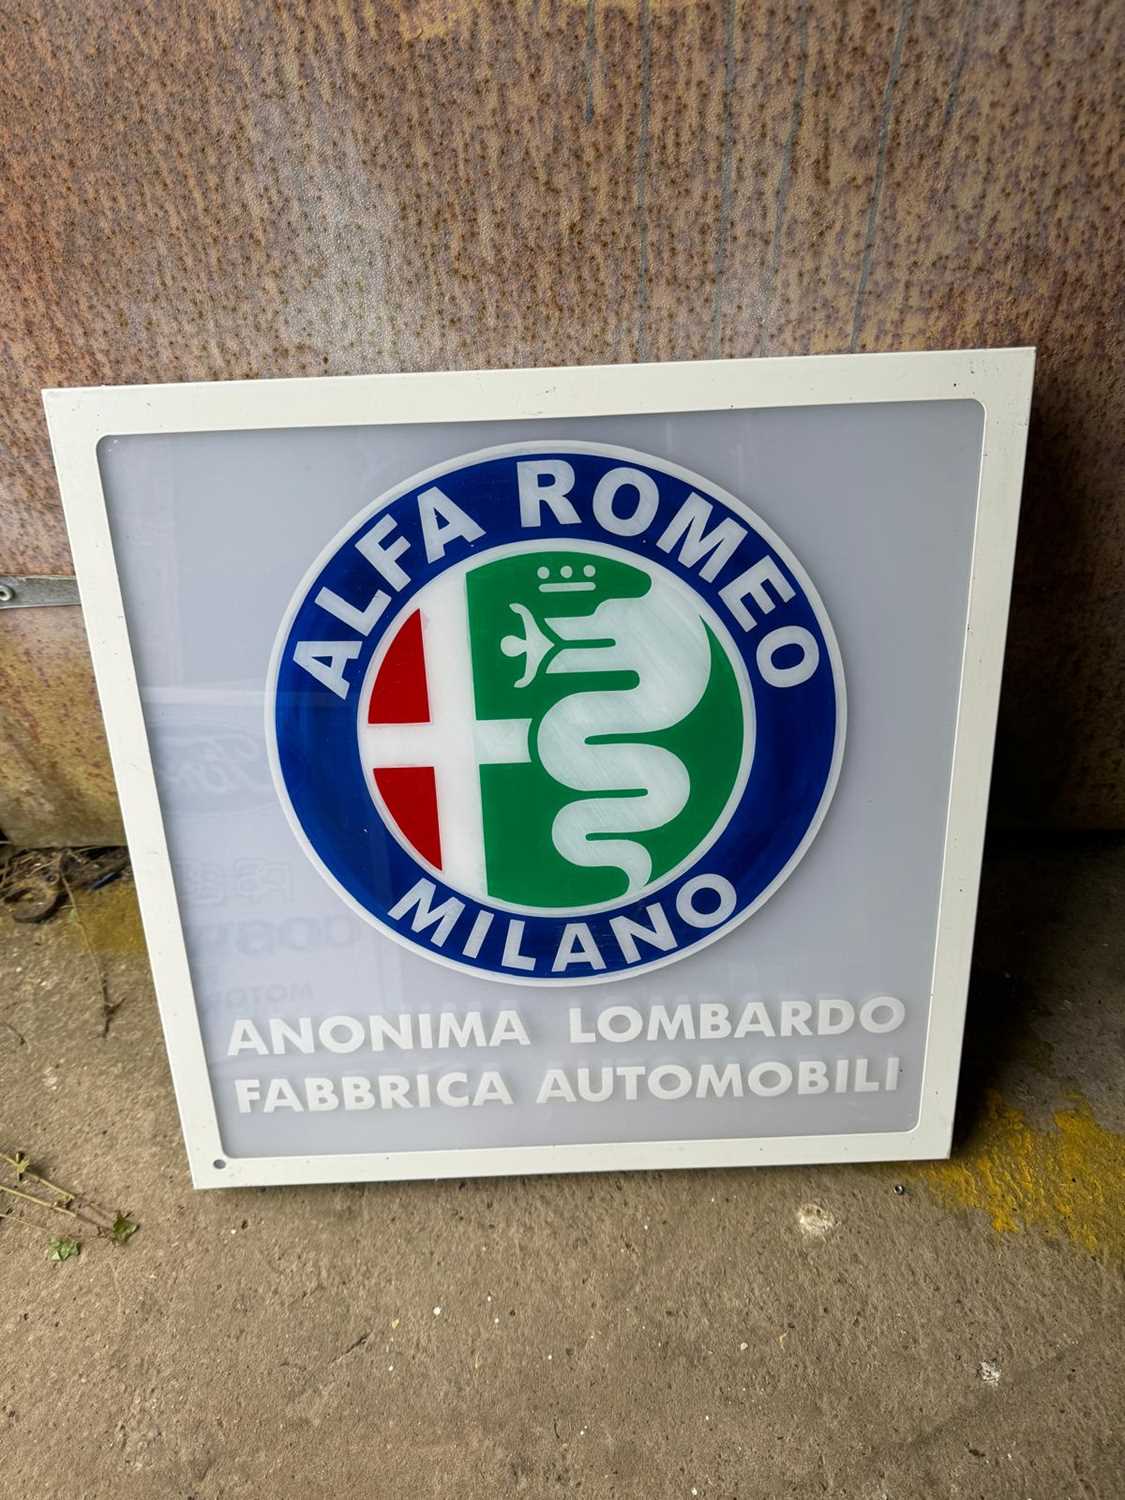 ALFA ROMEO
MILANO
ANONIMA LOMBARDO
FABBRICA AUTOMOBILI